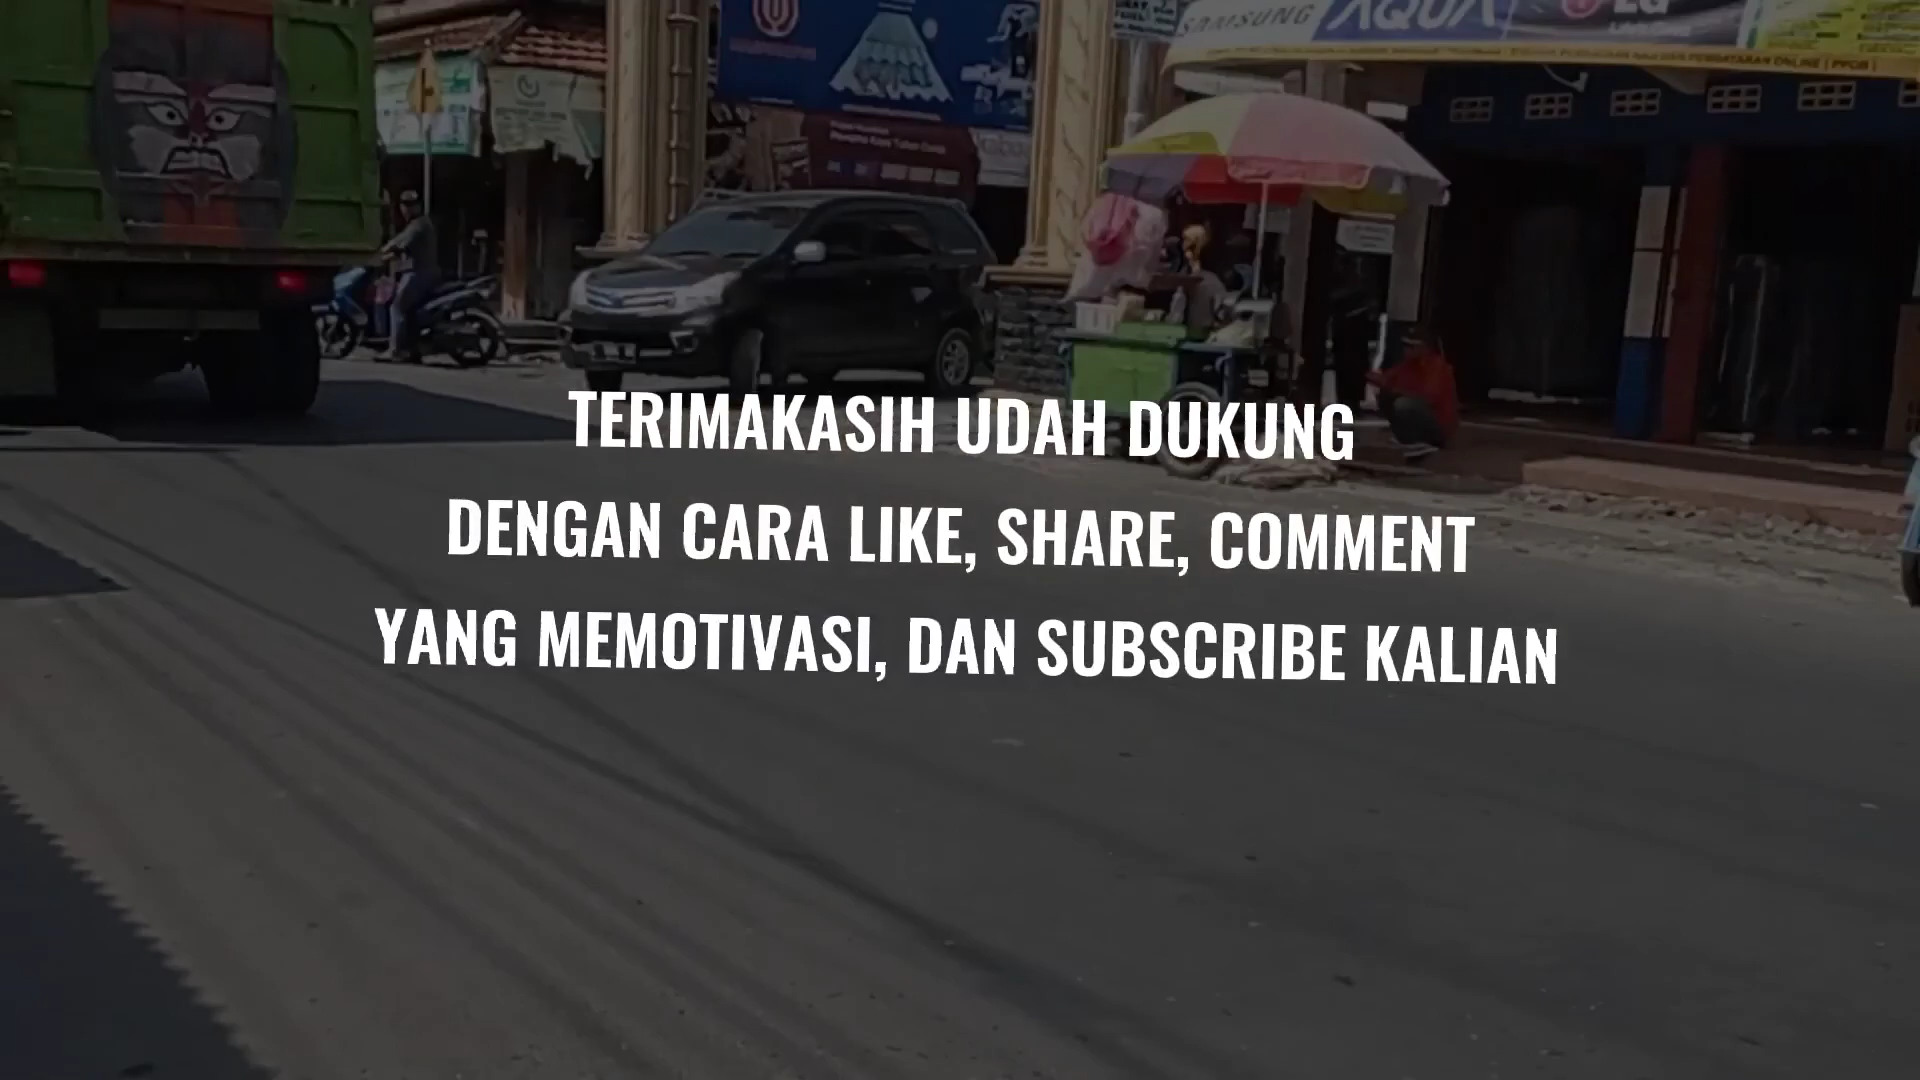 SAMSUNG AQUA LG
TERIMAKASIH UDAH DUKUNG
DENGAN CARA LIKE, SHARE, COMMENT
YANG MEMOTIVASI, DAN SUBSCRIBE KALIAN